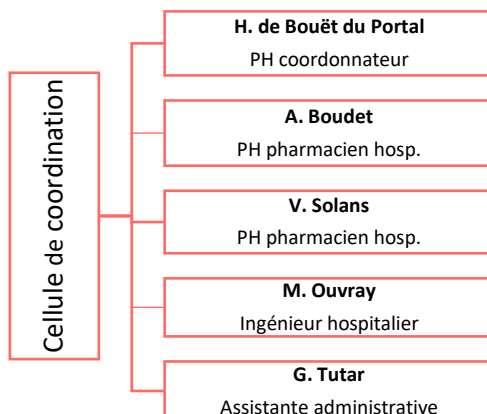 Cellule de coordination
H. de Bouët du Portal
PH coordonnateur
A. Boudet
PH pharmacien hosp.
V. Solans
PH pharmacien hosp.
M. Ouvray
Ingénieur hospitalier
G. Tutar
Assistante administrative